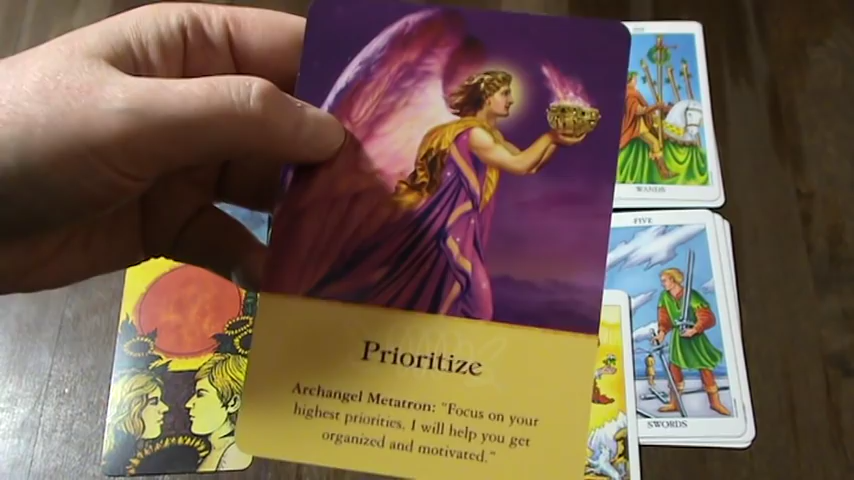 WANDS
FIVE
SWORDS
Prioritize
Archangel Metatron: "Focus on your
highest priorities. I will help you get
organized and motivated."